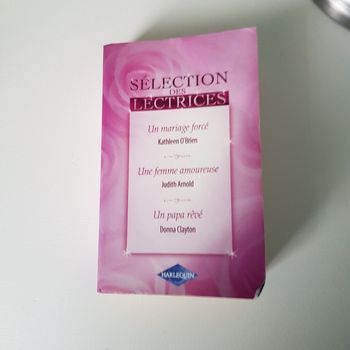 SÉLECTION
DES
LECTRICES
Un mariage forcé
Kathleen O'Brien
Une femme amoureuse
Judith Arnold
Un papa rêvé
Donna Clayton
HARLEQUIN